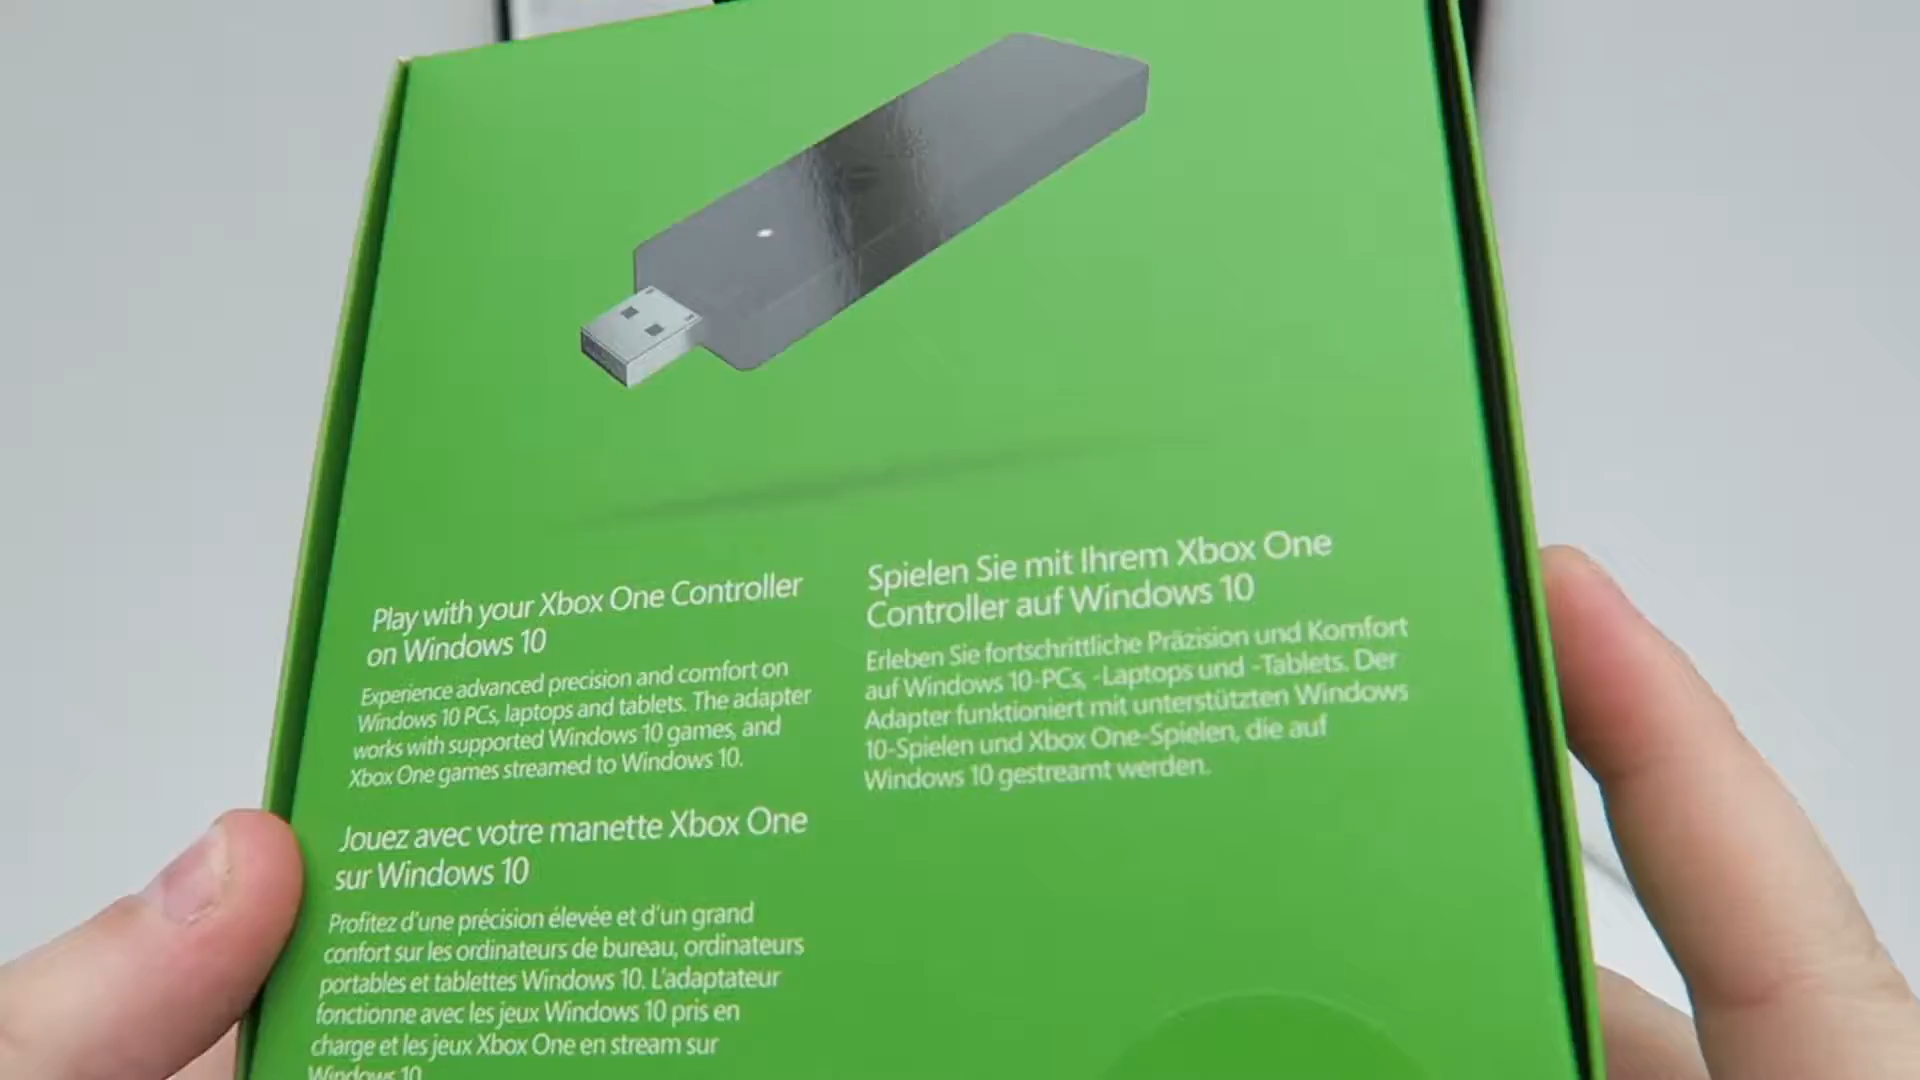 Play with your Xbox One Controller
on Windows 10
Experience advanced precision and comfort on
Windows 10 PCs, laptops and tablets. The adapter
works with supported Windows 10 games, and
Xbox One games streamed to Windows 10.
Jouez avec votre manette Xbox One
sur Windows 10
Profitez d'une précision élevée et d'un grand
confort sur les ordinateurs de bureau, ordinateurs
portables et tablettes Windows 10. L'adaptateur
fonctionne avec les jeux Windows 10 pris en
charge et les jeux Xbox One en stream sur
Windows 10
Spielen Sie mit Ihrem Xbox One
Controller auf Windows 10
Erleben Sie fortschrittliche Präzision und Komfort
auf Windows 10-PCs, -Laptops und -Tablets. Der
Adapter funktioniert mit unterstützten Windows
10-Spielen und Xbox One-Spielen, die auf
Windows 10 gestreamt werden.